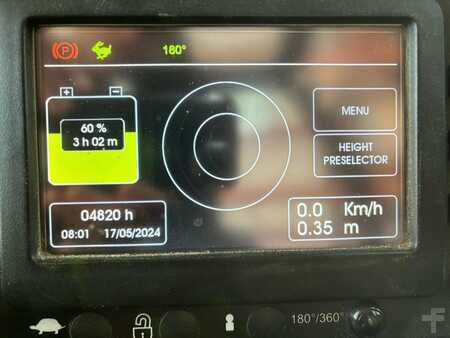 P
180°
+ -
60 %
3 h 02 m
MENU
HEIGHT
PRESELECTOR
04820 h
08:01 17/05/2024
0.0 Km/h
0.35 m
180°/360°